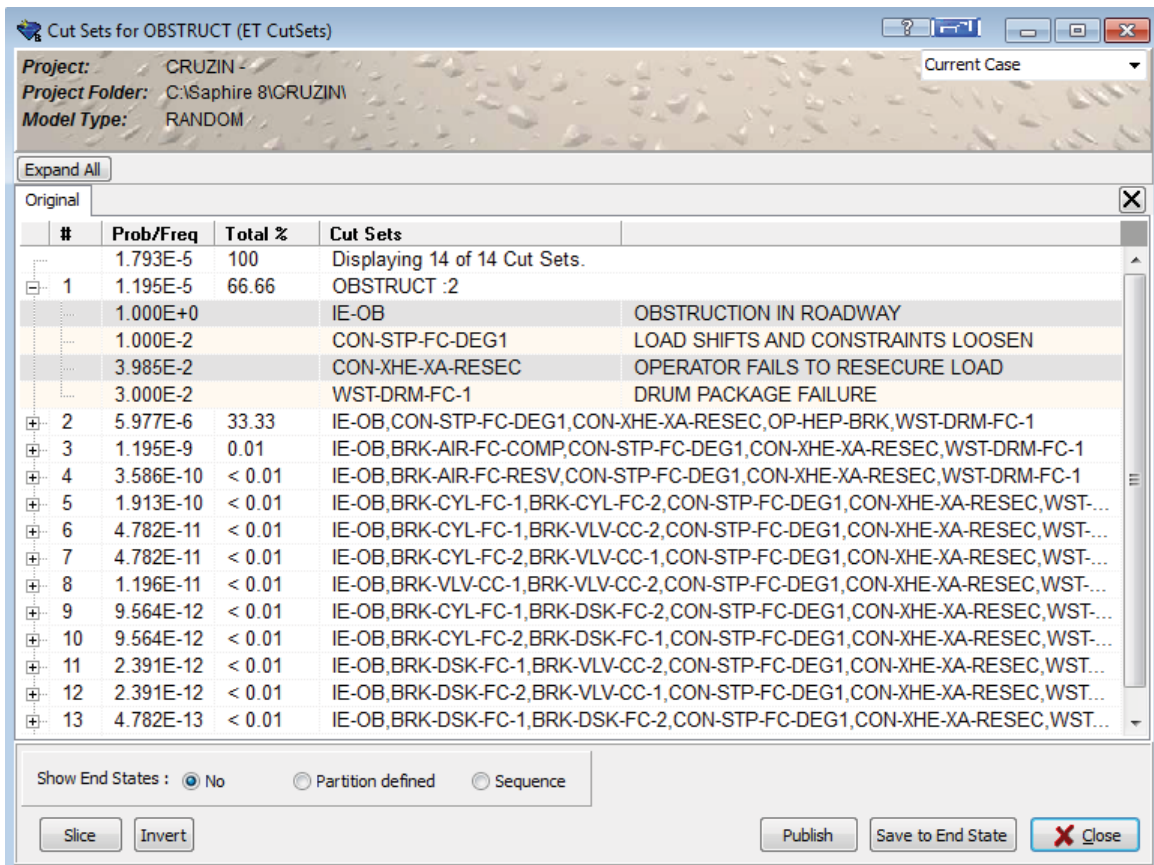 Cut Sets for OBSTRUCT (ET CutSets)
Project: CRUZIN -
Current Case
Project Folder: C:\Saphire 8\CRUZIN\
Model Type: RANDOM
Expand All
Original
# Prob/Freq Total % Cut Sets
1.793E-5 100 Displaying 14 of 14 Cut Sets.
1 1.195E-5 66.66 OBSTRUCT :2
1.000E+0 IE-OB OBSTRUCTION IN ROADWAY
1.000E-2 CON-STP-FC-DEG1 LOAD SHIFTS AND CONSTRAINTS LOOSEN
3.985E-2 CON-XHE-XA-RESEC OPERATOR FAILS TO RESECURE LOAD
3.000E-2 WST-DRM-FC-1 DRUM PACKAGE FAILURE
2 5.977E-6 33.33 IE-OB,CON-STP-FC-DEG1,CON-XHE-XA-RESEC,OP-HEP-BRK,WST-DRM-FC-1
3 1.195E-9 0.01 IE-OB,BRK-AIR-FC-COMP,CON-STP-FC-DEG1,CON-XHE-XA-RESEC,WST-DRM-FC-1
4 3.586E-10 < 0.01 IE-OB,BRK-AIR-FC-RESV,CON-STP-FC-DEG1,CON-XHE-XA-RESEC,WST-DRM-FC-1
5 1.913E-10 < 0.01 IE-OB,BRK-CYL-FC-1,BRK-CYL-FC-2,CON-STP-FC-DEG1,CON-XHE-XA-RESEC,WST-...
6 4.782E-11 < 0.01 IE-OB,BRK-CYL-FC-1,BRK-VLV-CC-2,CON-STP-FC-DEG1,CON-XHE-XA-RESEC,WST-...
7 4.782E-11 < 0.01 IE-OB,BRK-CYL-FC-2,BRK-VLV-CC-1,CON-STP-FC-DEG1,CON-XHE-XA-RESEC,WST-...
8 1.196E-11 < 0.01 IE-OB,BRK-VLV-CC-1,BRK-VLV-CC-2,CON-STP-FC-DEG1,CON-XHE-XA-RESEC,WST-...
9 9.564E-12 < 0.01 IE-OB,BRK-CYL-FC-1,BRK-DSK-FC-2,CON-STP-FC-DEG1,CON-XHE-XA-RESEC,WST-...
10 9.564E-12 < 0.01 IE-OB,BRK-CYL-FC-2,BRK-DSK-FC-1,CON-STP-FC-DEG1,CON-XHE-XA-RESEC,WST-...
11 2.391E-12 < 0.01 IE-OB,BRK-DSK-FC-1,BRK-VLV-CC-2,CON-STP-FC-DEG1,CON-XHE-XA-RESEC,WST...
12 2.391E-12 < 0.01 IE-OB,BRK-DSK-FC-2,BRK-VLV-CC-1,CON-STP-FC-DEG1,CON-XHE-XA-RESEC,WST...
13 4.782E-13 < 0.01 IE-OB,BRK-DSK-FC-1,BRK-DSK-FC-2,CON-STP-FC-DEG1,CON-XHE-XA-RESEC,WST...
Show End States : No Partition defined Sequence
Slice Invert Publish Save to End State Close